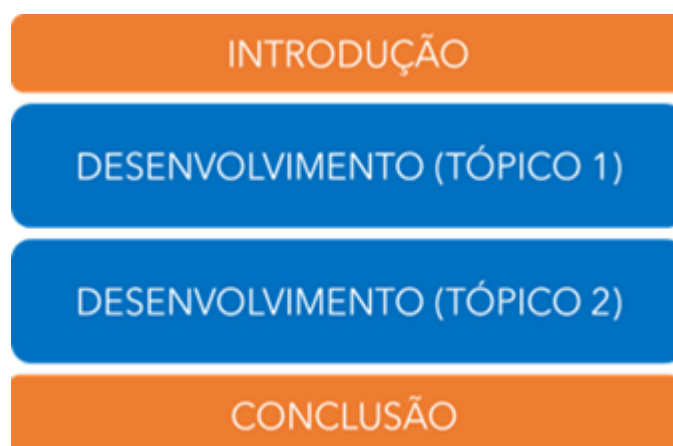 INTRODUÇÃO
DESENVOLVIMENTO (TÓPICO 1)
DESENVOLVIMENTO (TÓPICO 2)
CONCLUSÃO